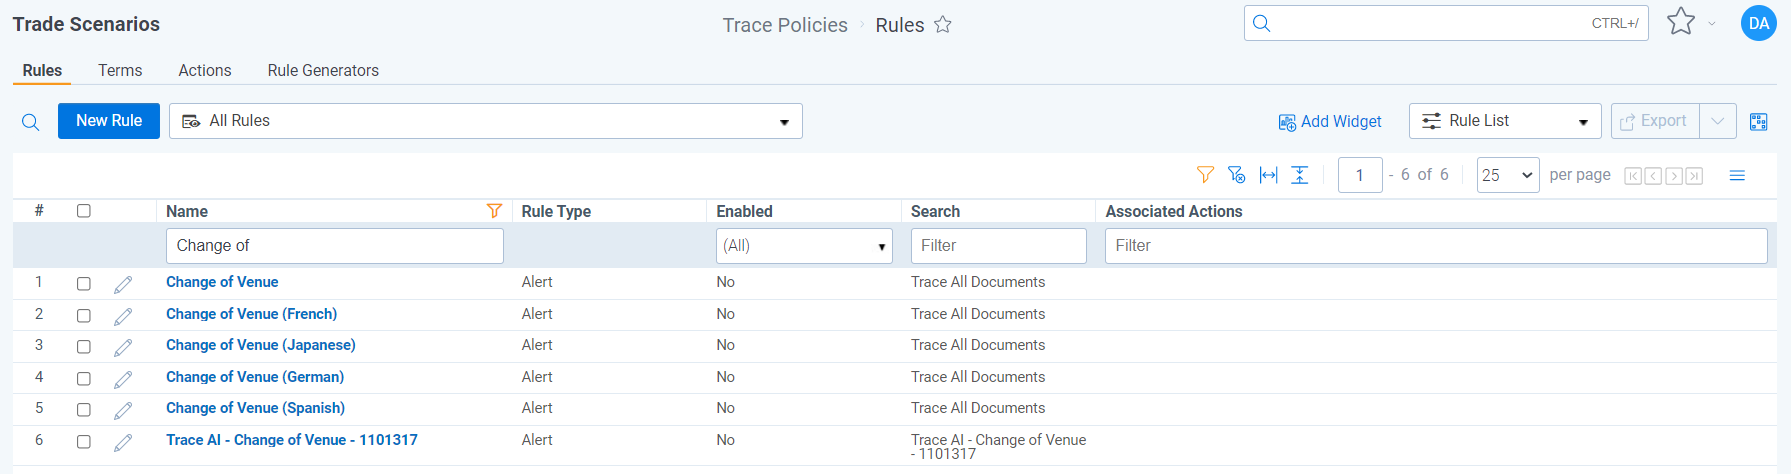 Trade Scenarios
Trace Policies › Rules
CTRL+/
DA
Rules Terms Actions Rule Generators
New Rule All Rules Add Widget Rule List Export
1 - 6 of 6 25 per page
# Name Rule Type Enabled Search Associated Actions
Change of (All) Filter Filter
1 Change of Venue Alert No Trace All Documents
2 Change of Venue (French) Alert No Trace All Documents
3 Change of Venue (Japanese) Alert No Trace All Documents
4 Change of Venue (German) Alert No Trace All Documents
5 Change of Venue (Spanish) Alert No Trace All Documents
6 Trace AI - Change of Venue - 1101317 Alert No Trace AI - Change of Venue
- 1101317